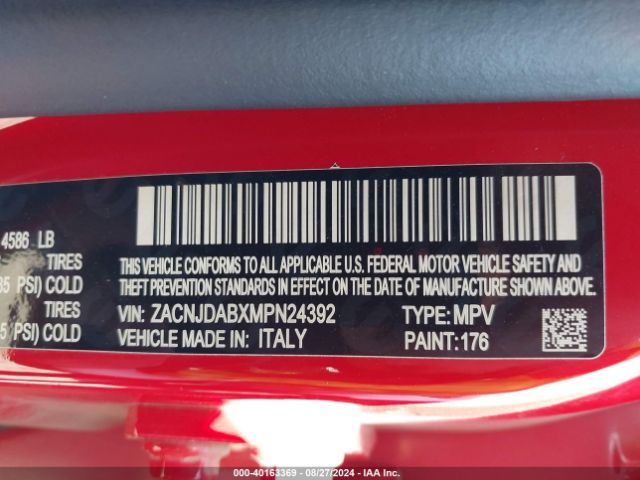 4586 LB
TIRES
PSI) COLD
TIRES
PSI) COLD
THIS VEHICLE CONFORMS TO ALL APPLICABLE U.S. FEDERAL MOTOR VEHICLE SAFETY AND
THEFT PREVENTION STANDARDS IN EFFECT ON THE DATE OF MANUFACTURE SHOWN ABOVE
VIN: ZACNJDABXMPN24392 TYPE: MPV
VEHICLE MADE IN: ITALY PAINT: 176
000-40163369 - 08/27/2024 - IAA Inc.